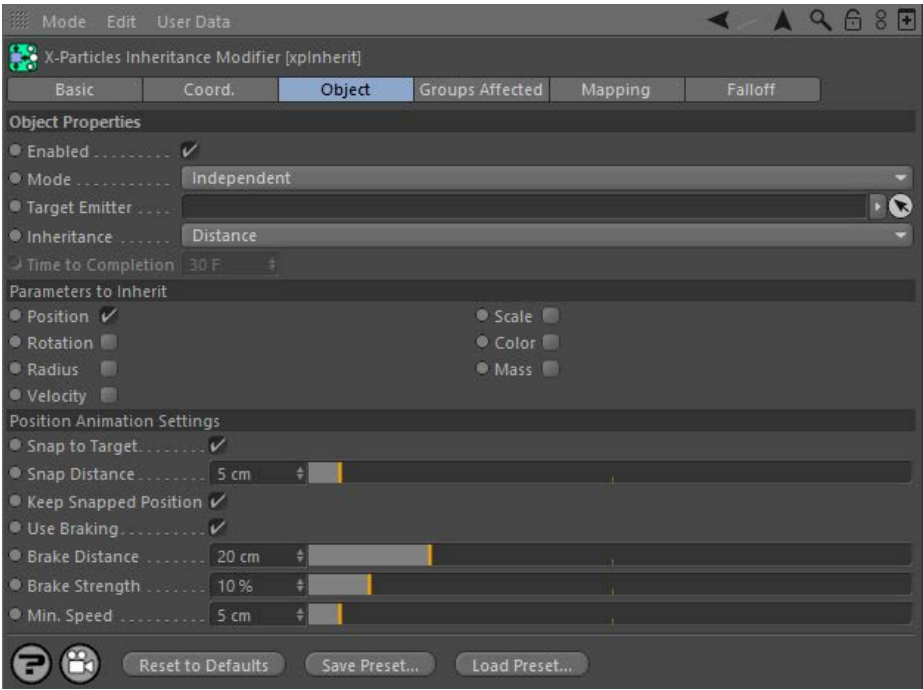 Mode Edit User Data
X-Particles Inheritance Modifier [xpInherit]
Basic Coord. Object Groups Affected Mapping Falloff
Object Properties
Enabled . . . . . . . . .
Mode . . . . . . . . . . . Independent
Target Emitter . . . .
Inheritance . . . . . . Distance
Time to Completion 30 F
Parameters to Inherit
Position Scale
Rotation Color
Radius Mass
Velocity
Position Animation Settings
Snap to Target. . . . . . .
Snap Distance. . . . . . . 5 cm
Keep Snapped Position
Use Braking. . . . . . . . . .
Brake Distance . . . . . . . 20 cm
Brake Strength . . . . . . . 10 %
Min. Speed . . . . . . . . . . 5 cm
Reset to Defaults Save Preset... Load Preset...